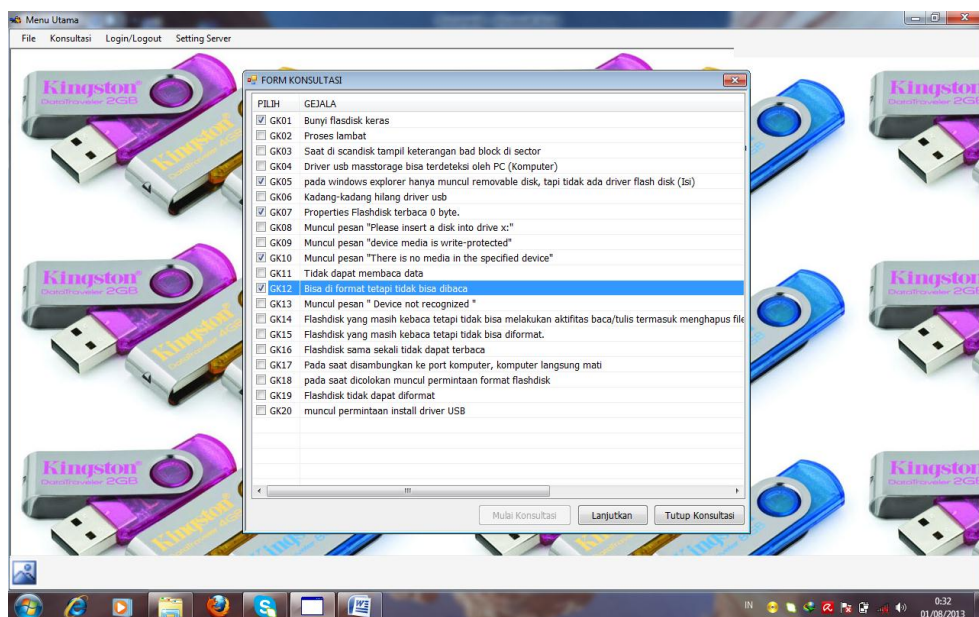 Menu Utama
File Konsultasi Login/Logout Setting Server
FORM KONSULTASI
PILIH GEJALA
GK01 Bunyi flasdisk keras
GK02 Proses lambat
GK03 Saat di scandisk tampil keterangan bad block di sector
GK04 Driver usb masstorage bisa terdeteksi oleh PC (Komputer)
GK05 pada windows explorer hanya muncul removable disk, tapi tidak ada driver flash disk (Isi)
GK06 Kadang-kadang hilang driver usb
GK07 Properties Flashdisk terbaca 0 byte.
GK08 Muncul pesan "Please insert a disk into drive x:"
GK09 Muncul pesan "device media is write-protected"
GK10 Muncul pesan "There is no media in the specified device"
GK11 Tidak dapat membaca data
GK12 Bisa di format tetapi tidak bisa dibaca
GK13 Muncul pesan " Device not recognized "
GK14 Flashdisk yang masih kebaca tetapi tidak bisa melakukan aktifitas baca/tulis termasuk menghapus file
GK15 Flashdisk yang masih kebaca tetapi tidak bisa diformat.
GK16 Flashdisk sama sekali tidak dapat terbaca
GK17 Pada saat disambungkan ke port komputer, komputer langsung mati
GK18 pada saat dicolokan muncul permintaan format flashdisk
GK19 Flashdisk tidak dapat diformat
GK20 muncul permintaan install driver USB
Mulai Konsultasi Lanjutkan Tutup Konsultasi
Kingston
DataTraveler 2GB
Kingston
DataTraveler 2GB
Kingston
DataTraveler 2GB
IN 0:32
01/08/2013